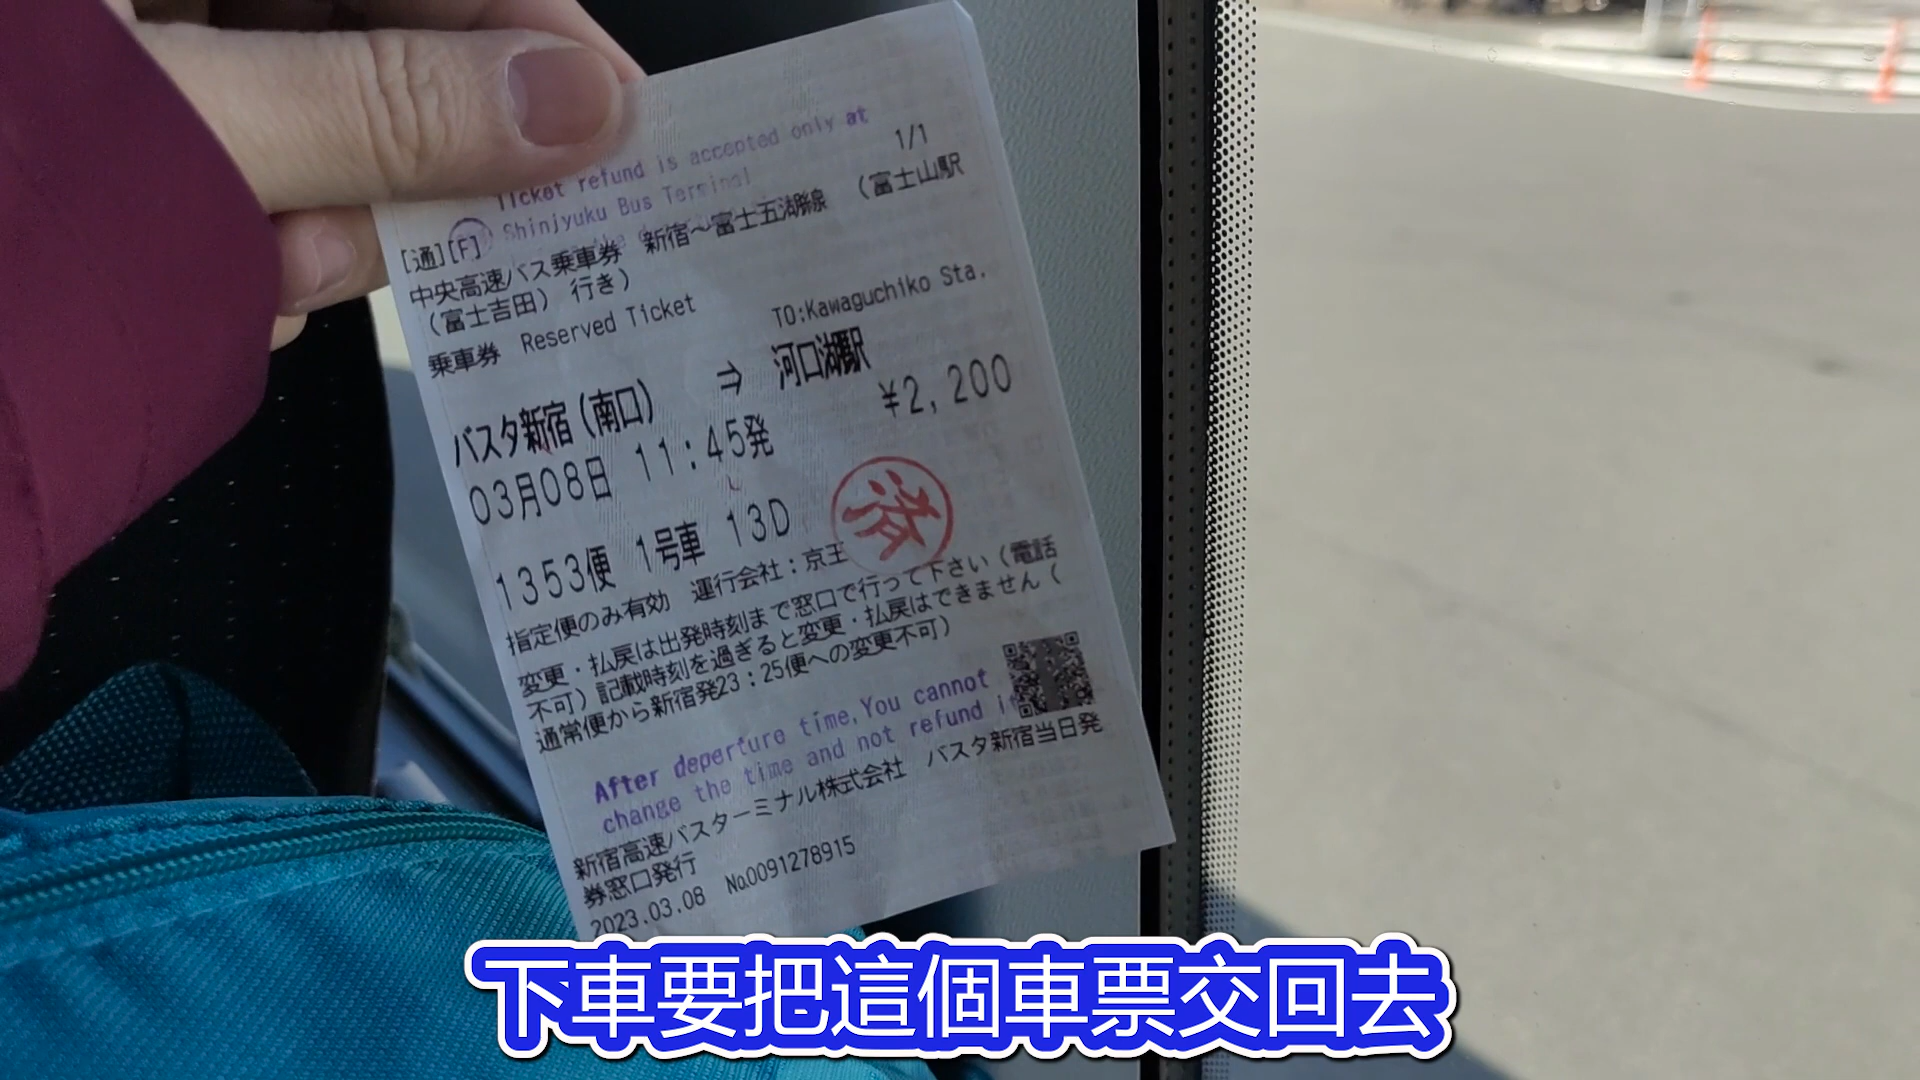 Ticket refund is accepted only at
Shinjyuku Bus Terminal
1/1
[通][F]
中央高速バス乗車券 新宿～富士五湖線 (富士山駅
(富士吉田) 行き)
乗車券 Reserved Ticket
TO:Kawaguchiko Sta.
バスタ新宿(南口) ⇒ 河口湖駅
03月08日 11:45発 ¥2,200
1353便 1号車 13D
済
指定便のみ有効 運行会社:京王
変更・払戻は出発時刻まで窓口で行って下さい(電話
不可)記載時刻を過ぎると変更・払戻はできません(
通常便から新宿発23:25便への変更不可)
After deperture time,You cannot
change the time and not refund i
新宿高速バスターミナル株式会社 バスタ新宿当日発
券窓口発行
2023.03.08 No.0091278915
下車要把這個車票交回去